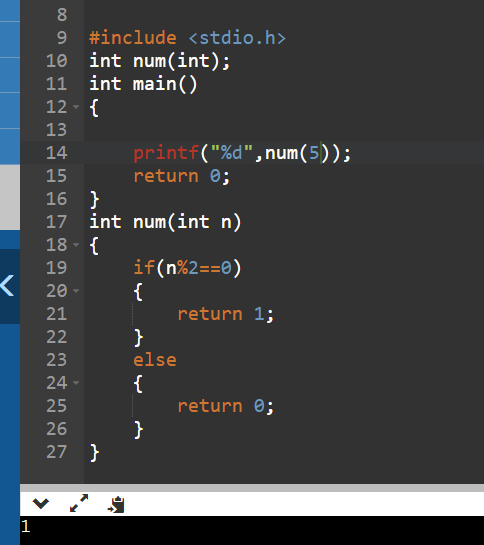 8
9 #include <stdio.h>
10 int num(int);
11 int main()
12 {
13
14 printf("%d",num(5));
15 return 0;
16 }
17 int num(int n)
18 {
19 if(n%2==0)
20 {
21 return 1;
22 }
23 else
24 {
25 return 0;
26 }
27 }
1